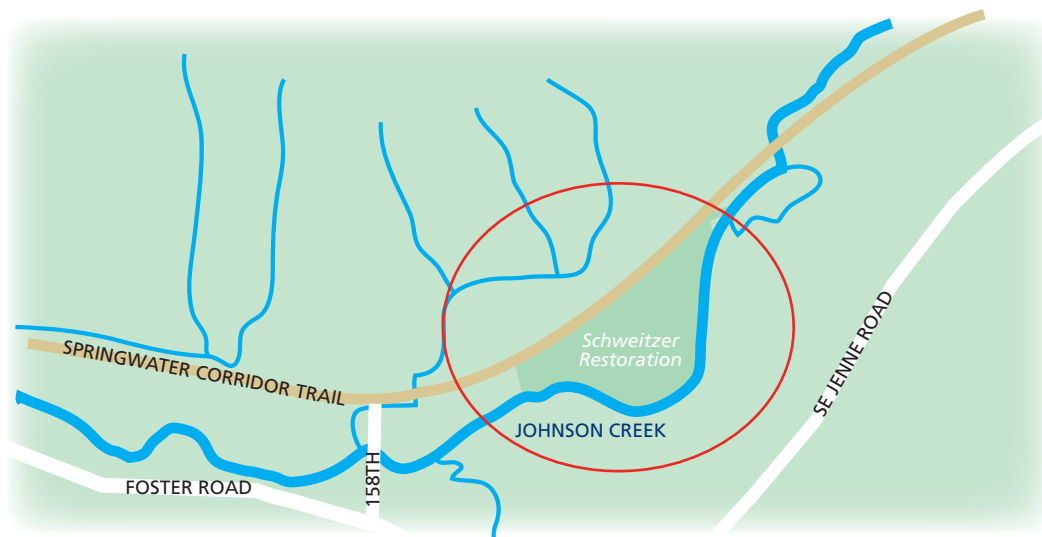 Schweitzer
Restoration
SPRINGWATER CORRIDOR TRAIL
SE JENNE ROAD
JOHNSON CREEK
158TH
FOSTER ROAD